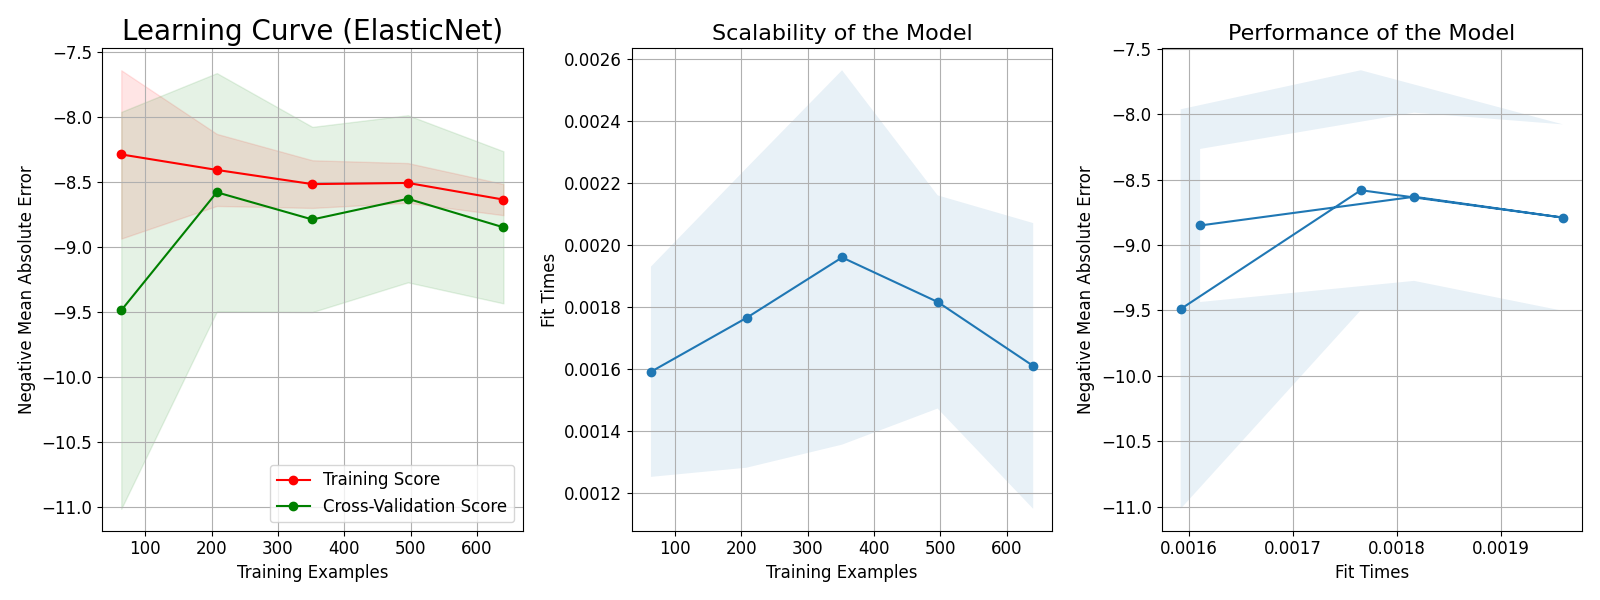 Learning Curve (ElasticNet)
−7.5
−8.0
−8.5
−9.0
−9.5
−10.0
−10.5
−11.0
Negative Mean Absolute Error
Training Score
Cross-Validation Score
100 200 300 400 500 600
Training Examples
Scalability of the Model
0.0026
0.0024
0.0022
0.0020
0.0018
0.0016
0.0014
0.0012
Fit Times
100 200 300 400 500 600
Training Examples
Performance of the Model
−7.5
−8.0
−8.5
−9.0
−9.5
−10.0
−10.5
−11.0
Negative Mean Absolute Error
0.0016 0.0017 0.0018 0.0019
Fit Times